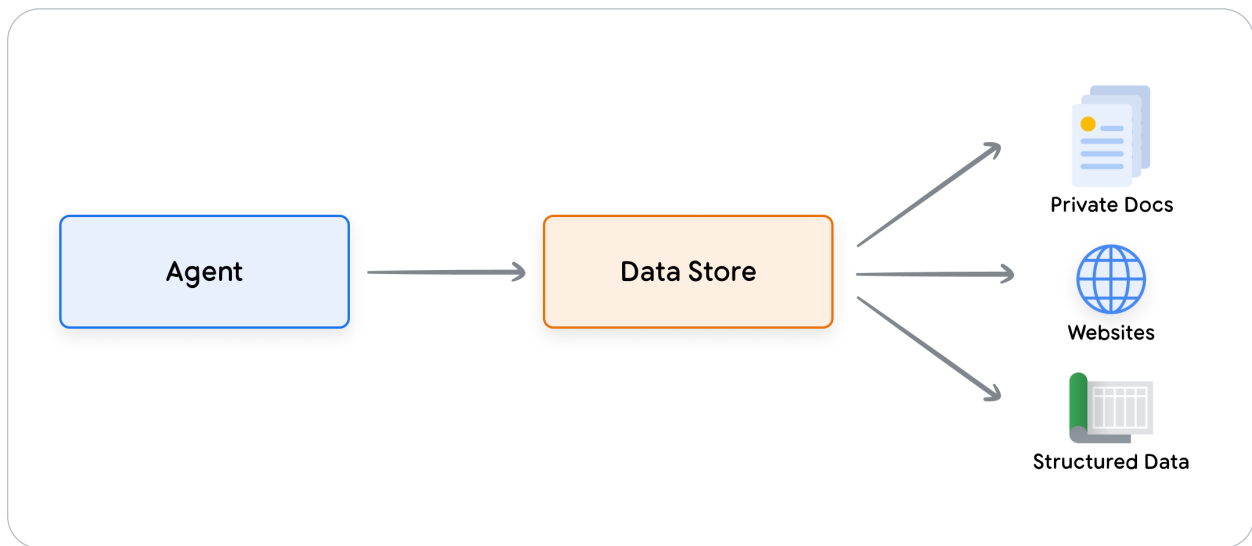 Agent
Data Store
Private Docs
Websites
Structured Data